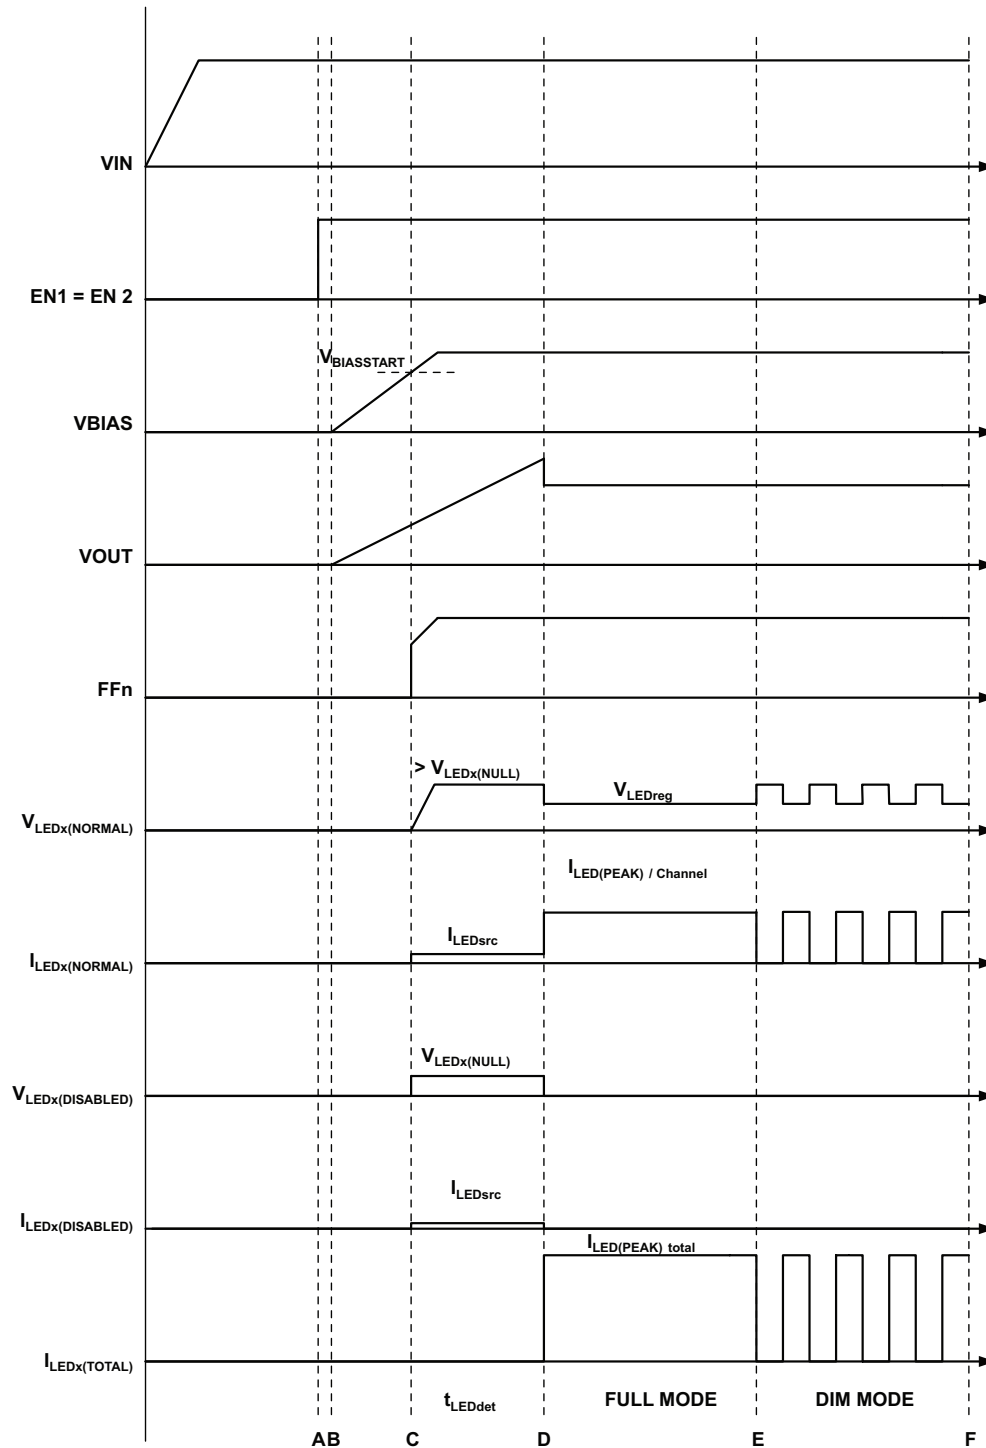 VIN
EN1 = EN 2
VBIASSTART
VBIAS
VOUT
FFn
> VLEDx(NULL)
VLEDreg
VLEDx(NORMAL)
ILED(PEAK) / Channel
ILEDsrc
ILEDx(NORMAL)
VLEDx(NULL)
VLEDx(DISABLED)
ILEDsrc
ILEDx(DISABLED)
ILED(PEAK) total
ILEDx(TOTAL)
tLEDdet FULL MODE DIM MODE
A B C D E F